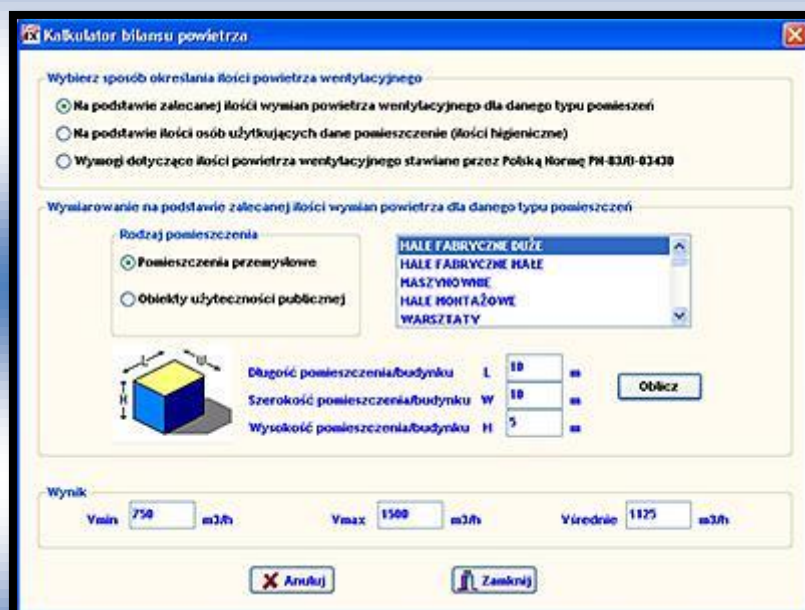 Kalkulator bilansu powietrza
Wybierz sposób określania ilości powietrza wentylacyjnego
Na podstawie zalecanej ilości wymian powietrza wentylacyjnego dla danego typu pomieszeń
Na podstawie ilości osób użytkujących dane pomieszczenie (ilości higieniczne)
Wymogi dotyczące ilości powietrza wentylacyjnego stawiane przez Polską Normę PN-83/B-03430
Wymiarowanie na podstawie zalecanej ilości wymian powietrza dla danego typu pomieszczeń
Rodzaj pomieszczenia
Pomieszczenia przemysłowe
Obiekty użyteczności publicznej
HALE FABRYCZNE DUŻE
HALE FABRYCZNE MAŁE
MASZYNOWNIE
HALE MONTAŻOWE
WARSZTATY
L W
H
Długość pomieszczenia/budynku L 10 m
Szerokość pomieszczenia/budynku W 10 m
Wysokość pomieszczenia/budynku H 5 m
Oblicz
Wynik
Vmin 750 m3/h Vmax 1500 m3/h Vśrednie 1125 m3/h
Anuluj Zamknij